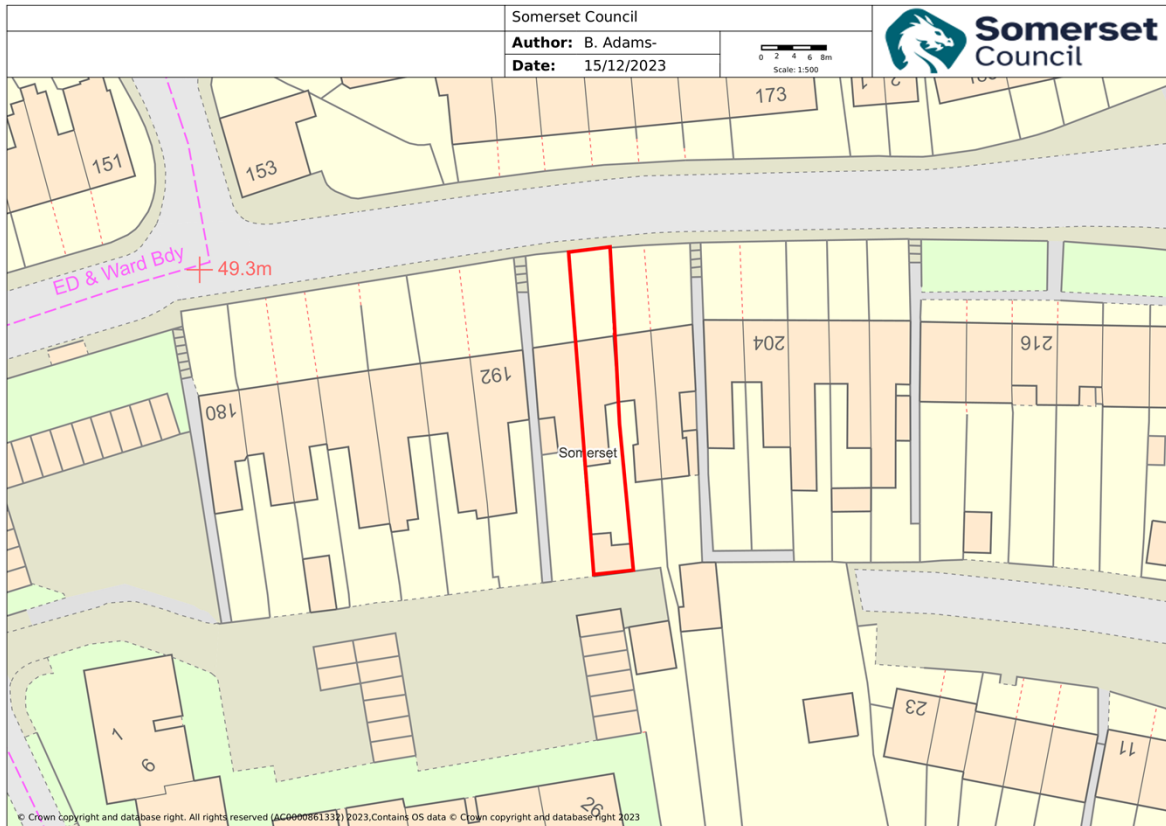 Somerset Council
Author: B. Adams-
Date: 15/12/2023
0 2 4 6 8m
Scale: 1:500
Somerset
Council
173
1
2
151
153
ED & Ward Bdy
49.3m
204
216
192
180
Somerset
23
11
1
6
26
© Crown copyright and database right. All rights reserved (AC0000861332) 2023,Contains OS data © Crown copyright and database right 2023